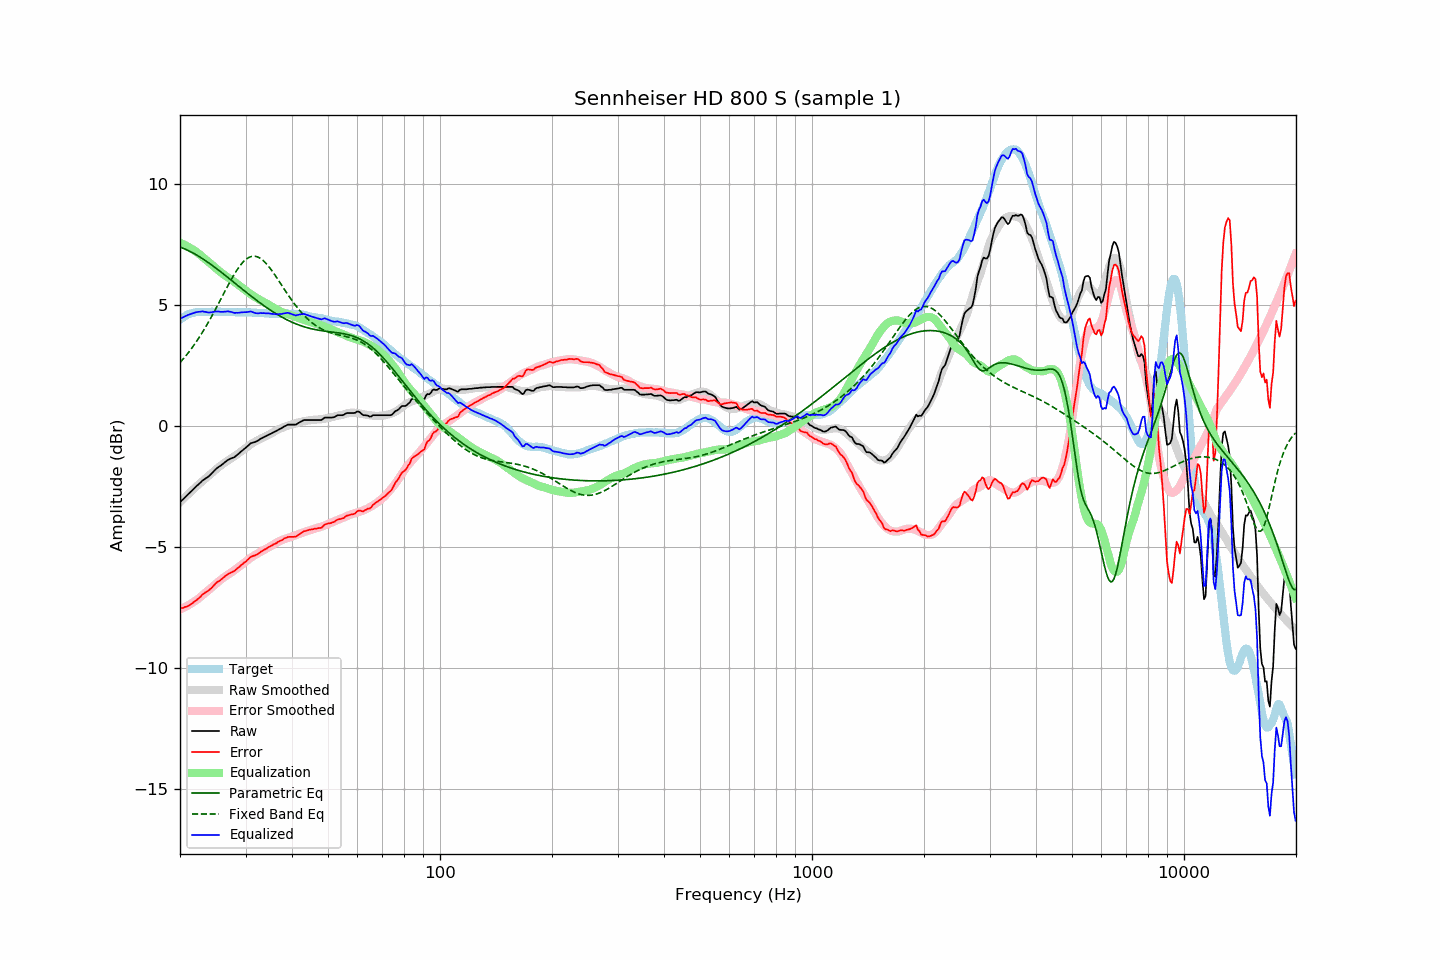 Sennheiser HD 800 S (sample 1)
Amplitude (dBr)
10
5
0
−5
−10
−15
Target
Raw Smoothed
Error Smoothed
Raw
Error
Equalization
Parametric Eq
Fixed Band Eq
Equalized
100
1000
10000
Frequency (Hz)